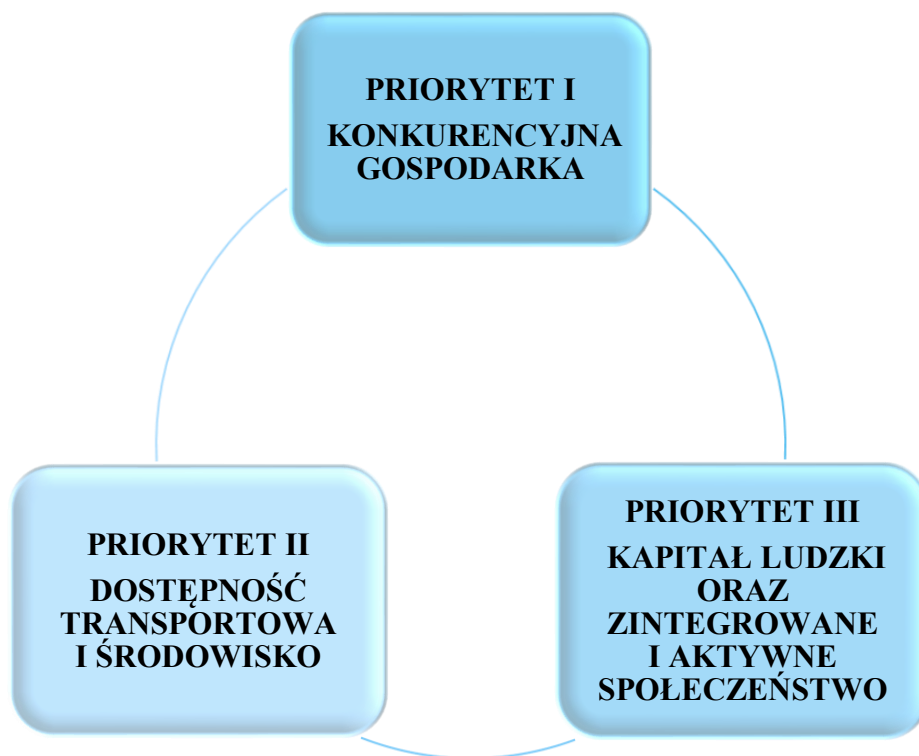 PRIORYTET I
KONKURENCYJNA
GOSPODARKA
PRIORYTET II
DOSTĘPNOŚĆ
TRANSPORTOWA
I ŚRODOWISKO
PRIORYTET III
KAPITAŁ LUDZKI
ORAZ
ZINTEGROWANE
I AKTYWNE
SPOŁECZEŃSTWO